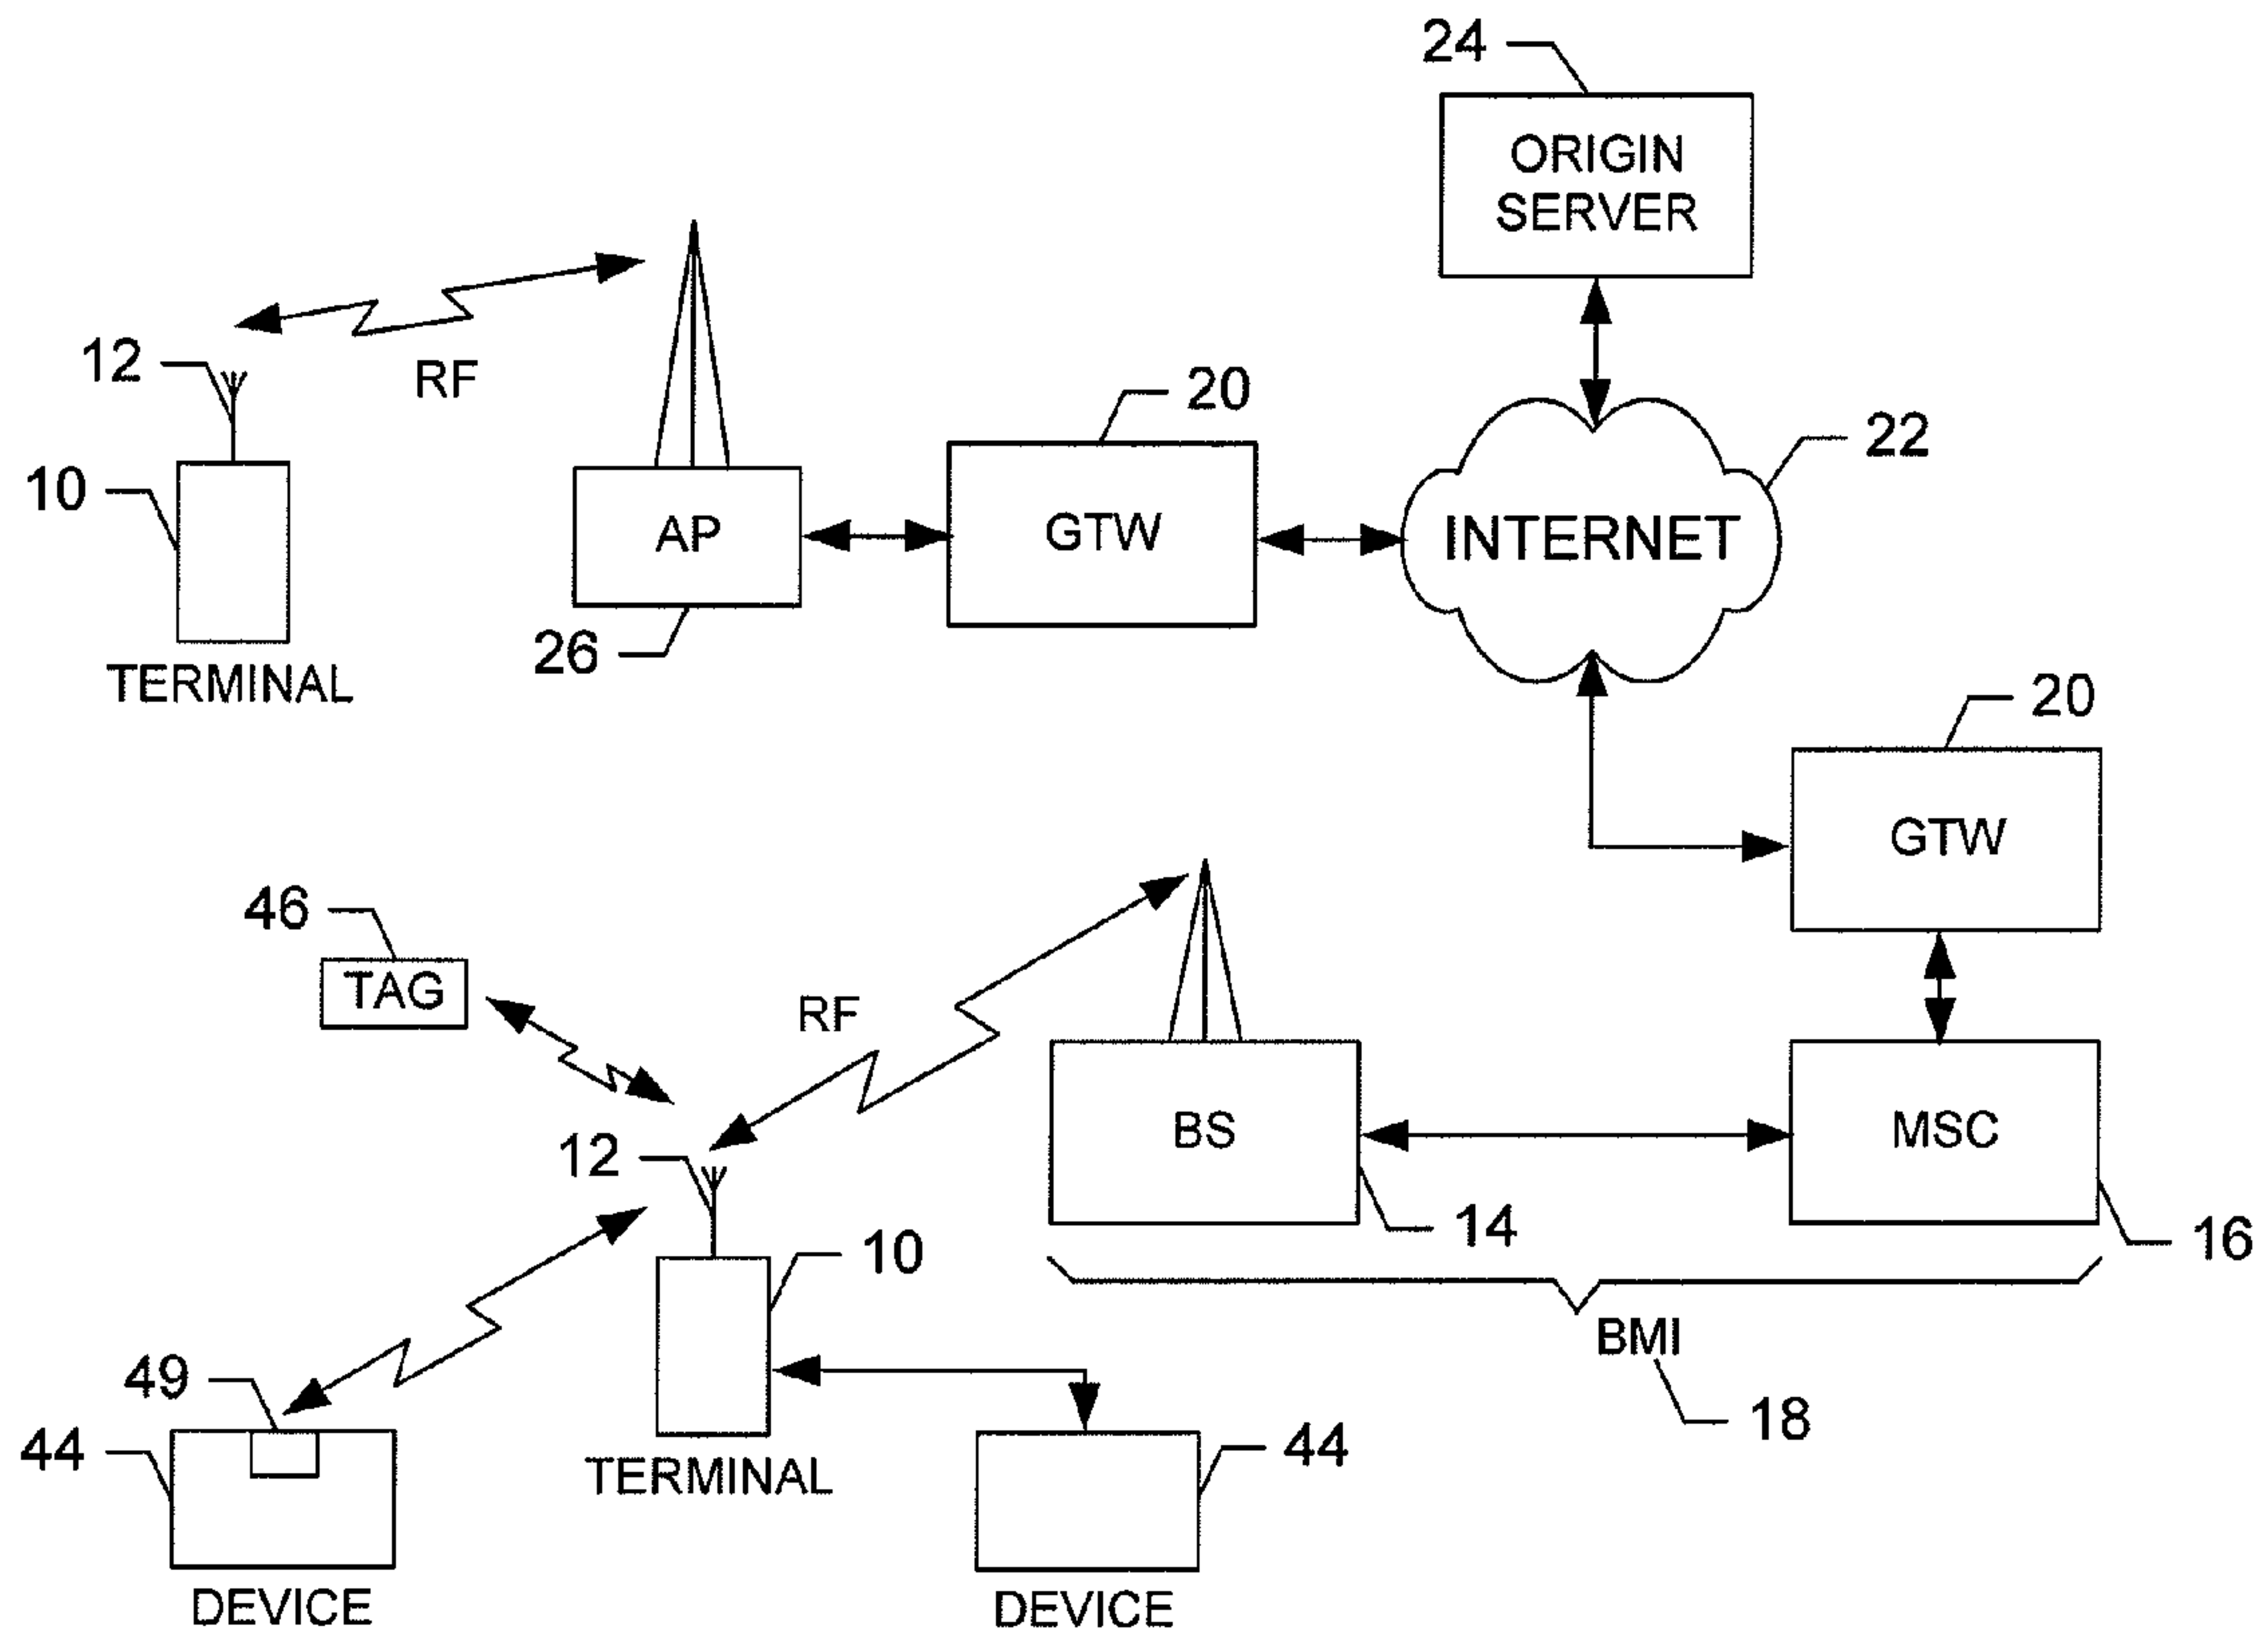 24
ORIGIN
SERVER
12
RF
20
22
10
AP
GTW
INTERNET
26
TERMINAL
20
GTW
46
TAG
RF
12
BS
MSC
14
16
10
BMI
49
44
18
44
TERMINAL
DEVICE
DEVICE